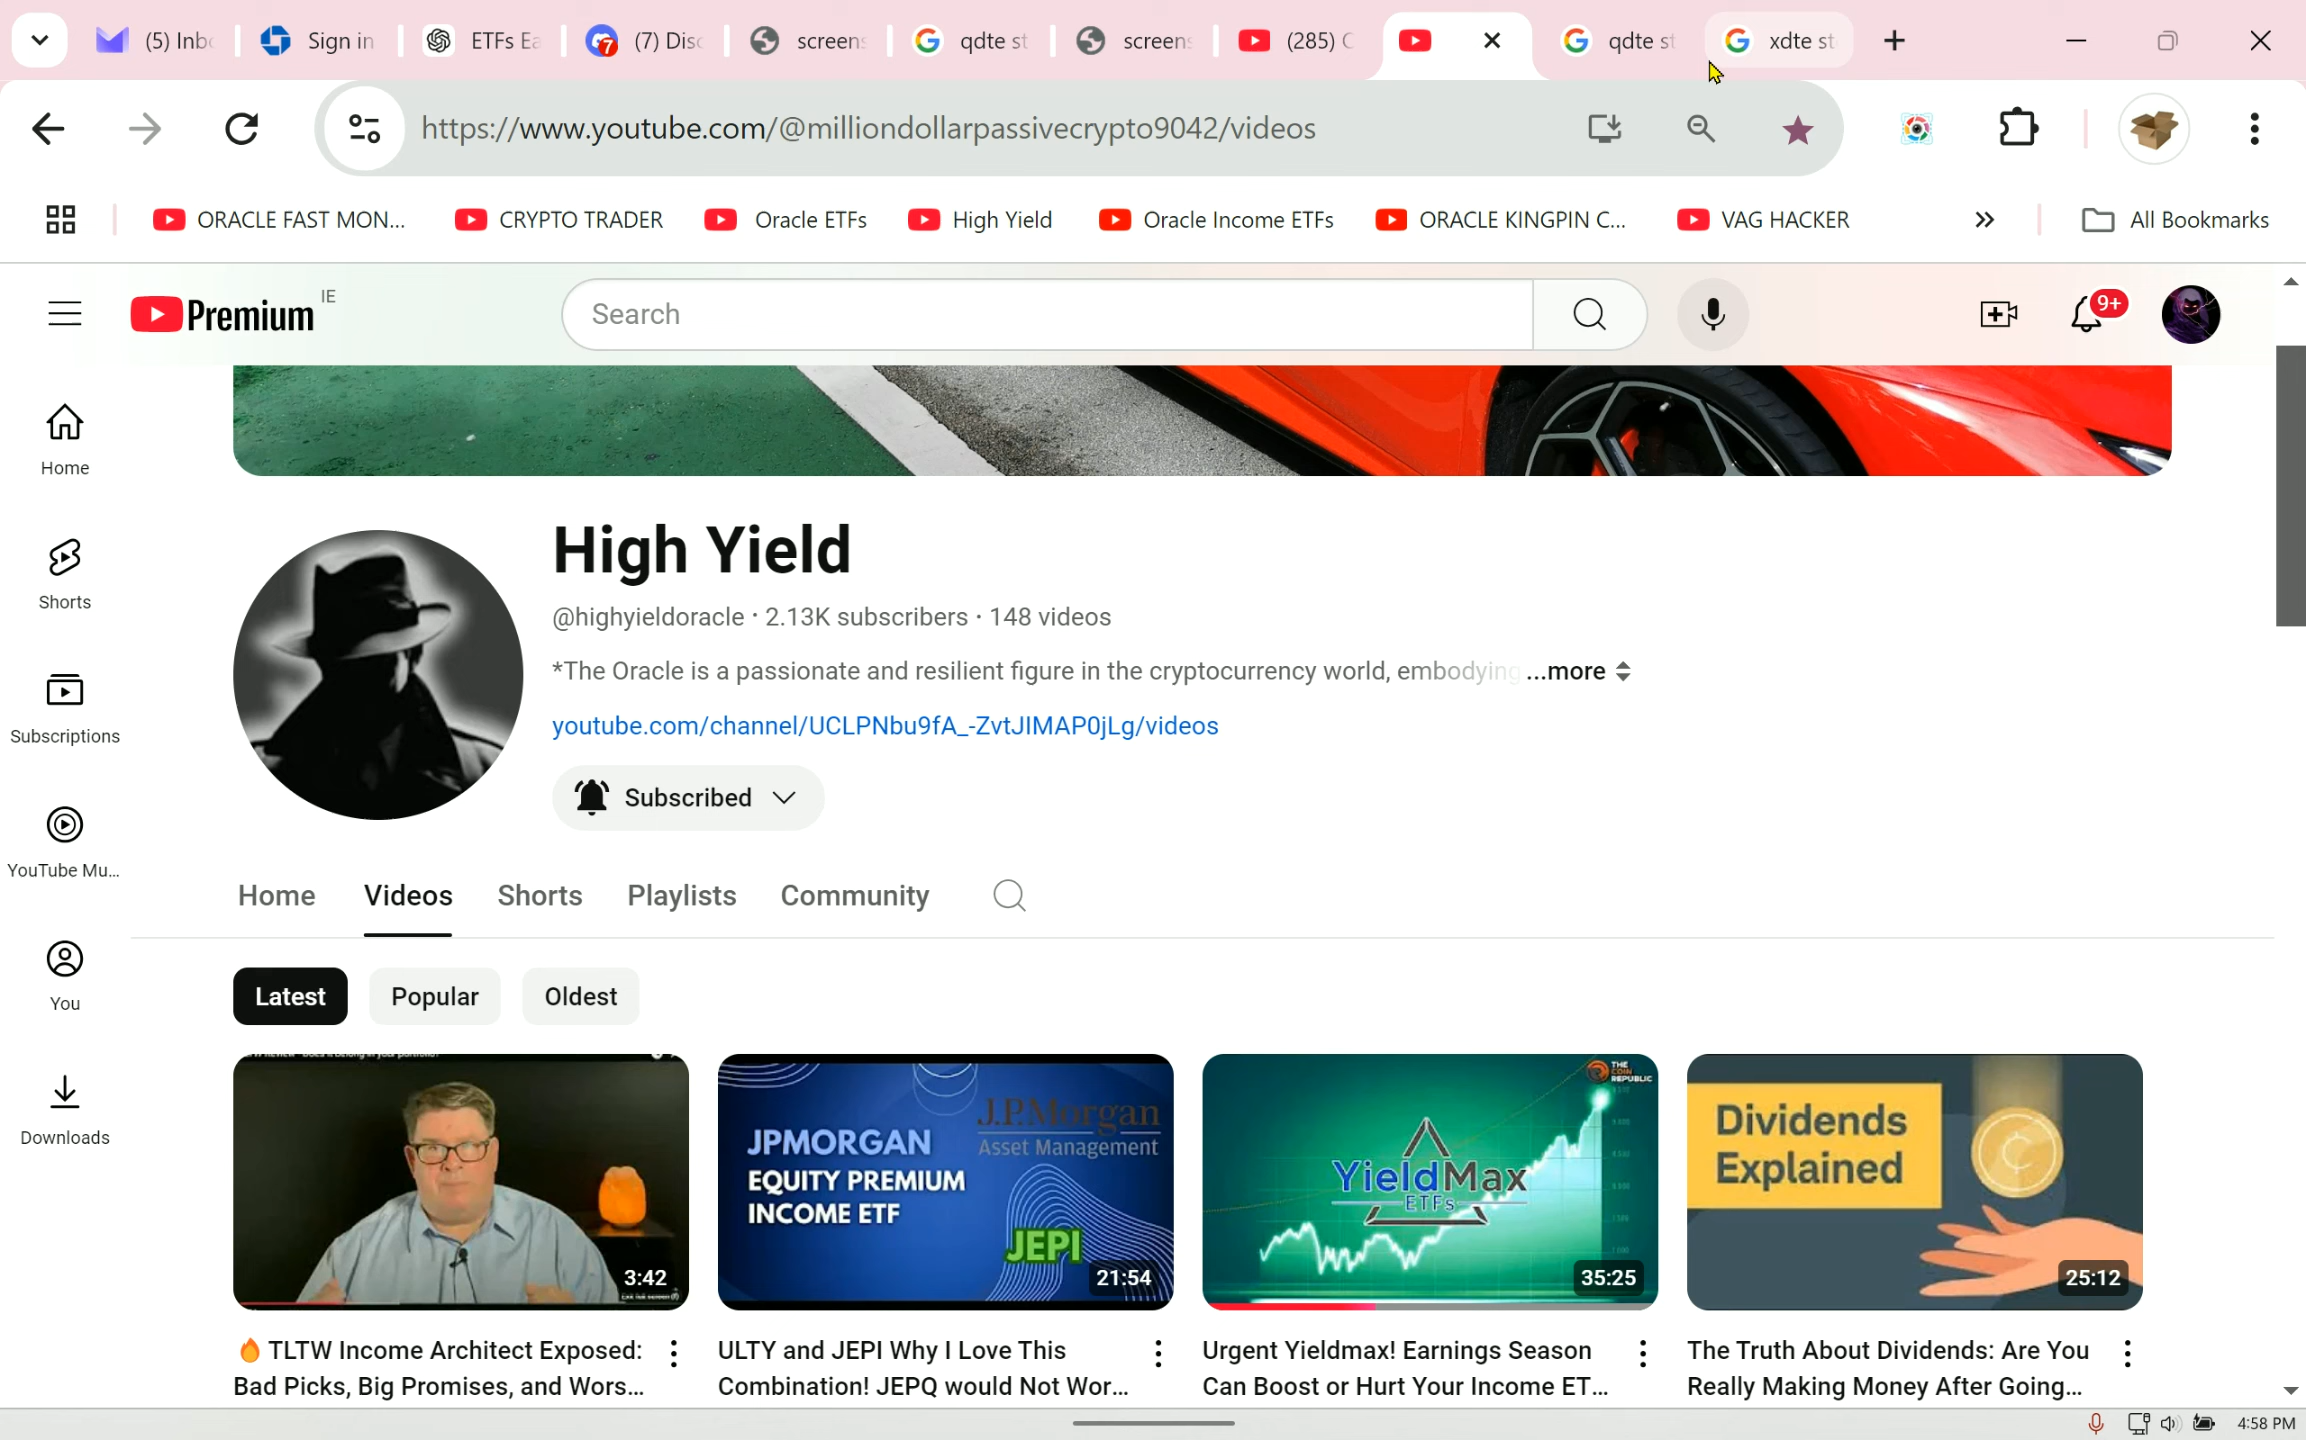 (5) Inbc
Sign in
ETFs Ea
(7) Disc
screens
qdte st
screens
(285) C
qdte st
xdte st
https://www.youtube.com/@milliondollarpassivecrypto9042/videos
ORACLE FAST MON...
CRYPTO TRADER
Oracle ETFs
High Yield
Oracle Income ETFs
ORACLE KINGPIN C...
VAG HACKER
All Bookmarks
Premium IE
Search
9+
Home
Shorts
Subscriptions
YouTube Mu...
You
Downloads
High Yield
@highyieldoracle · 2.13K subscribers · 148 videos
*The Oracle is a passionate and resilient figure in the cryptocurrency world, embodying ...more
youtube.com/channel/UCLPNbu9fA_-ZvtJIMAP0jLg/videos
Subscribed
Home Videos Shorts Playlists Community
Latest Popular Oldest
3:42
J.P.Morgan
Asset Management
JPMORGAN
EQUITY PREMIUM
INCOME ETF
JEPI
21:54
THE
COIN
REPUBLIC
YieldMax
ETFs
35:25
Dividends
Explained
25:12
🔥 TLTW Income Architect Exposed:
Bad Picks, Big Promises, and Wors...
ULTY and JEPI Why I Love This
Combination! JEPQ would Not Wor...
Urgent Yieldmax! Earnings Season
Can Boost or Hurt Your Income ET...
The Truth About Dividends: Are You
Really Making Money After Going...
4:58 PM